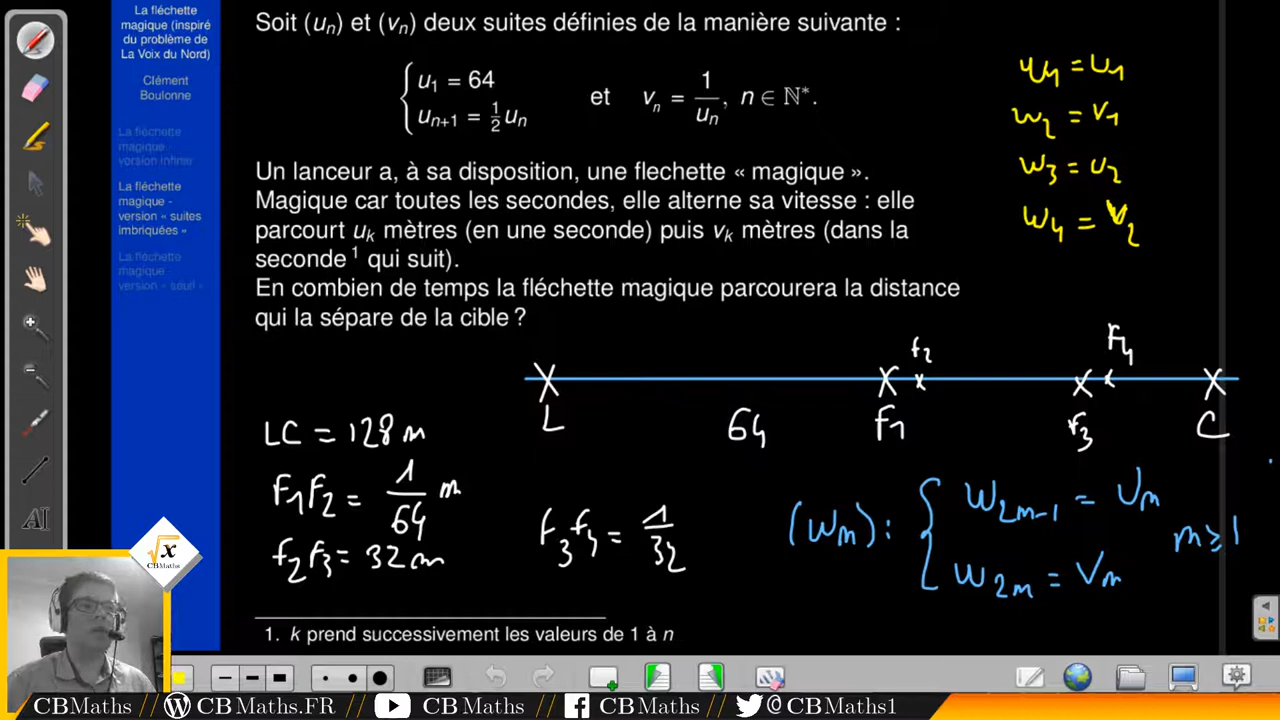 La fléchette
magique (inspiré
du problème de
La Voix du Nord)
Clément
Boulonne
La fléchette
magique -
version infinie
La fléchette
magique -
version « suites
imbriquées »
La fléchette
magique -
version « seuil »
Soit (uₙ) et (vₙ) deux suites définies de la manière suivante :
{ u₁ = 64
uₙ₊₁ = 1/2 uₙ
et vₙ = 1/uₙ, n ∈ ℕ*.
Un lanceur a, à sa disposition, une flechette « magique ».
Magique car toutes les secondes, elle alterne sa vitesse : elle
parcourt uₖ mètres (en une seconde) puis vₖ mètres (dans la
seconde ¹ qui suit).
En combien de temps la fléchette magique parcourera la distance
qui la sépare de la cible ?
w₁ = u₁
w₂ = v₁
w₃ = u₂
w₄ = v₂
f₂ F₄
L 64 F₁ F₃ C
LC = 128 m
F₁F₂ = 1/64 m
f₂F₃ = 32 m
F₃F₄ = 1/32
(wₙ) : { w₂ₙ₋₁ = uₙ
w₂ₙ = vₙ
n ≥ 1
1. k prend successivement les valeurs de 1 à n
√x
CBMaths
AI
CBMaths CBMaths.FR CBMaths CBMaths @CBMaths1